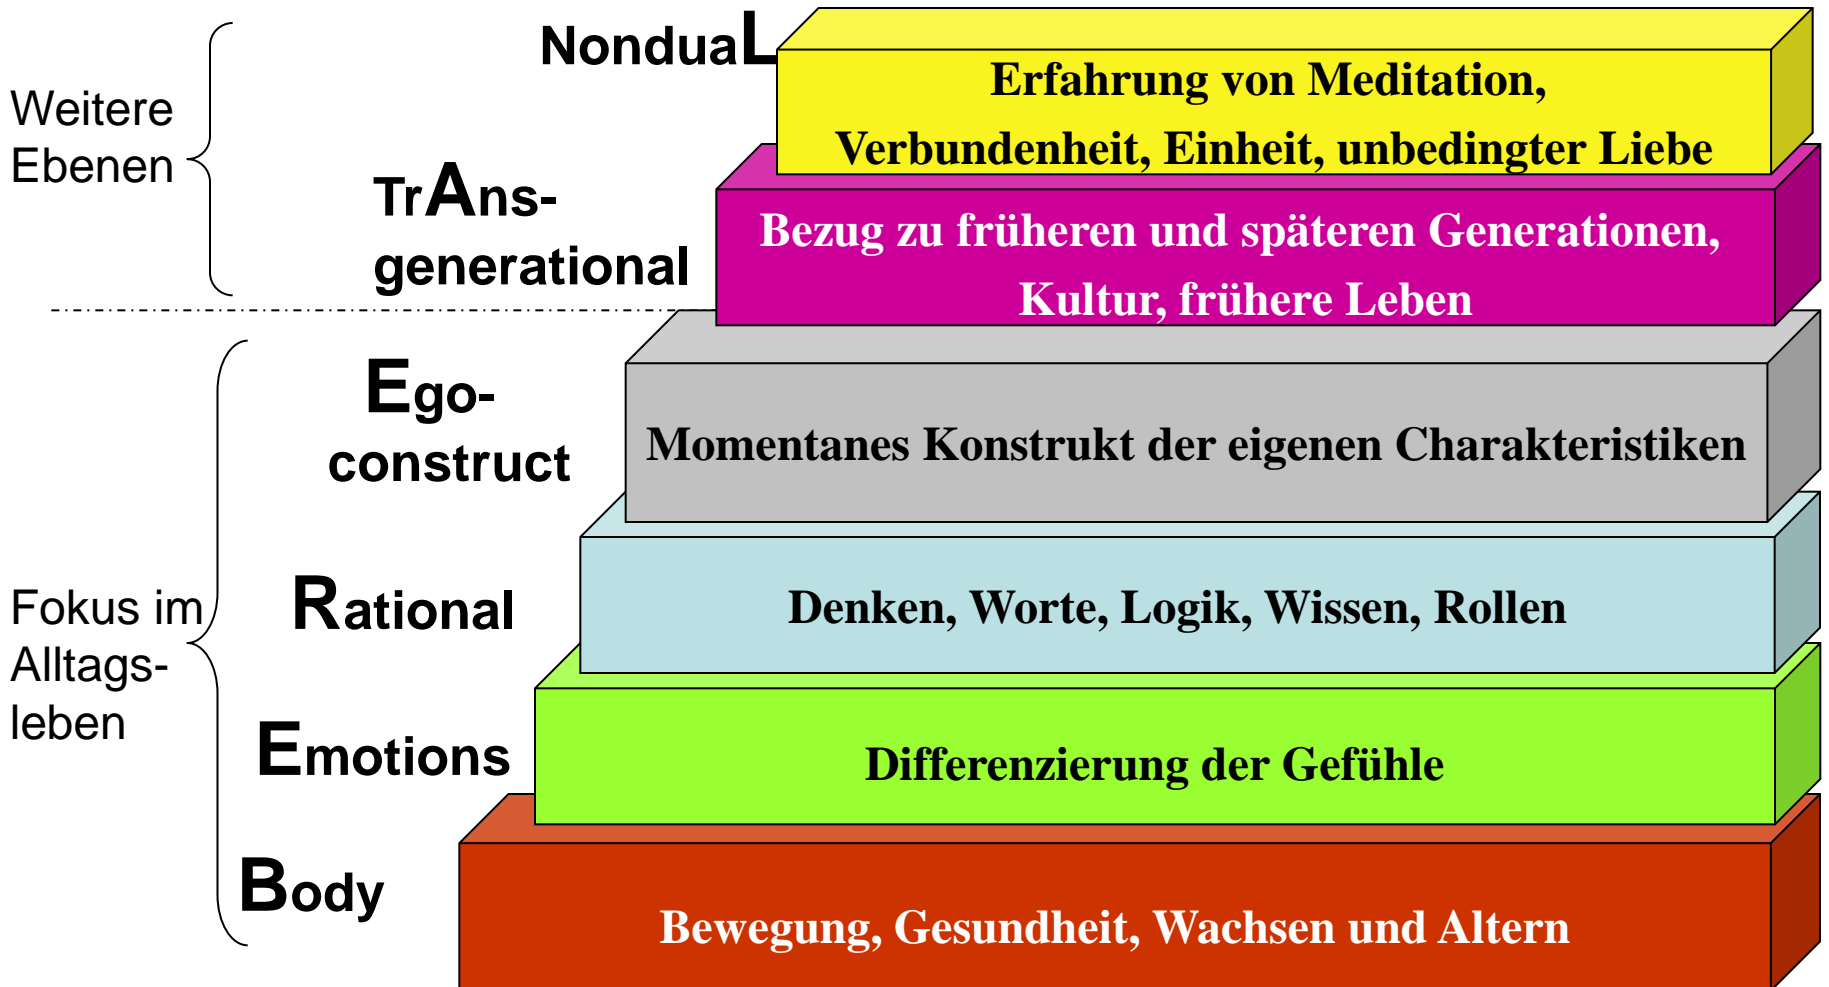 NonduaL
Erfahrung von Meditation,
Verbundenheit, Einheit, unbedingter Liebe
Weitere
Ebenen
TrAns-
generational
Bezug zu früheren und späteren Generationen,
Kultur, frühere Leben
Ego-
construct
Momentanes Konstrukt der eigenen Charakteristiken
Fokus im
Alltags-
leben
Rational
Denken, Worte, Logik, Wissen, Rollen
Emotions
Differenzierung der Gefühle
Body
Bewegung, Gesundheit, Wachsen und Altern